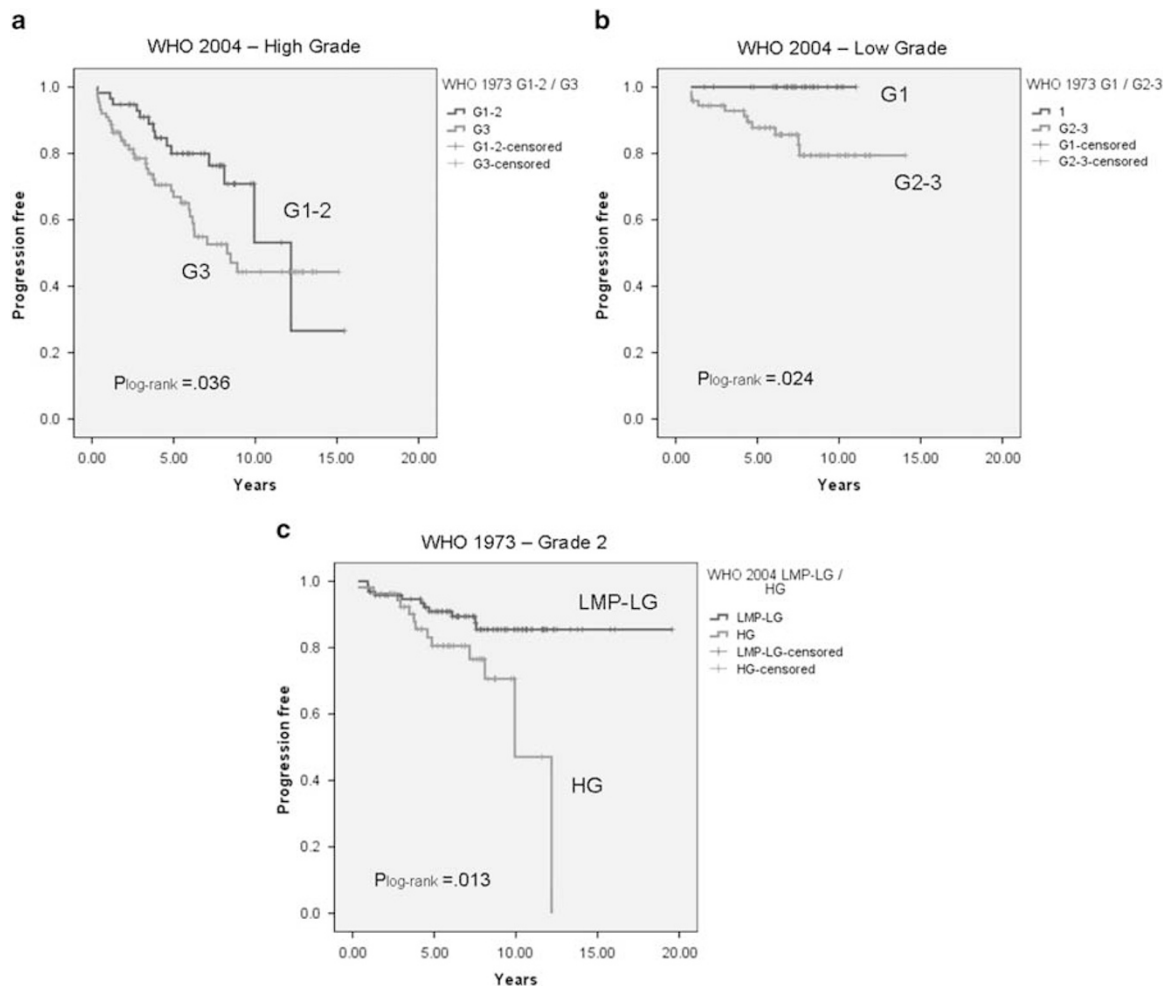 a
WHO 2004 – High Grade
1.0
0.8
0.6
0.4
0.2
0.0
Progression free
G1-2
G3
Plog-rank =.036
0.00 5.00 10.00 15.00 20.00
Years
WHO 1973 G1-2 / G3
G1-2
G3
G1-2-censored
G3-censored
b
WHO 2004 – Low Grade
1.0
0.8
0.6
0.4
0.2
0.0
Progression free
G1
G2-3
Plog-rank =.024
0.00 5.00 10.00 15.00 20.00
Years
WHO 1973 G1 / G2-3
1
G2-3
G1-censored
G2-3-censored
c
WHO 1973 – Grade 2
1.0
0.8
0.6
0.4
0.2
0.0
Progression free
LMP-LG
HG
Plog-rank =.013
0.00 5.00 10.00 15.00 20.00
Years
WHO 2004 LMP-LG /
HG
LMP-LG
HG
LMP-LG-censored
HG-censored